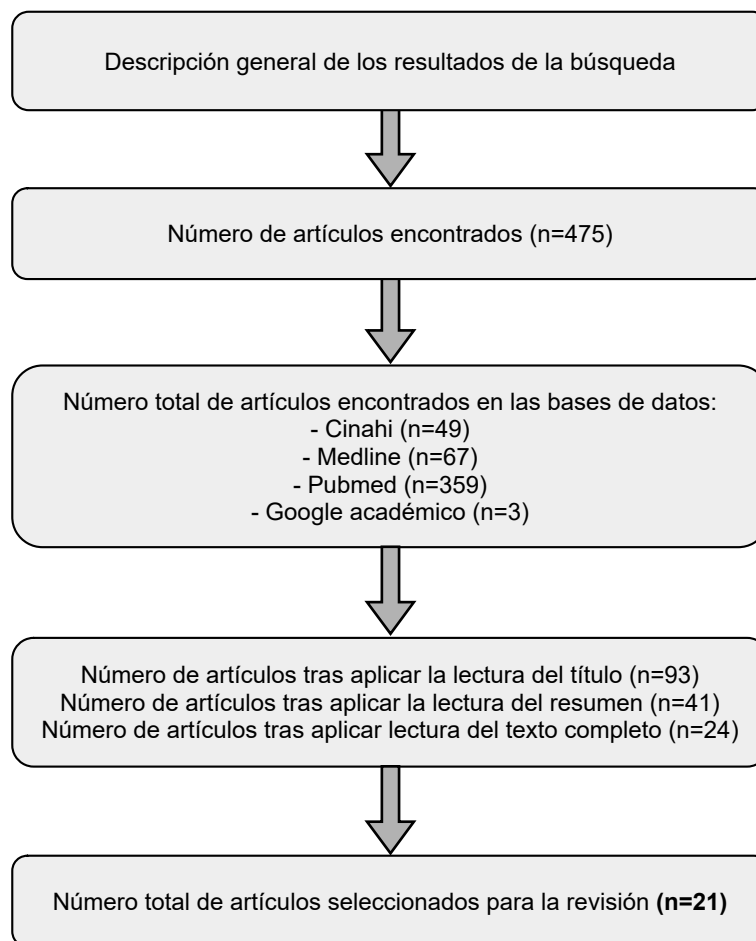 Descripción general de los resultados de la búsqueda
Número de artículos encontrados (n=475)
Número total de artículos encontrados en las bases de datos:
- Cinahi (n=49)
- Medline (n=67)
- Pubmed (n=359)
- Google académico (n=3)
Número de artículos tras aplicar la lectura del título (n=93)
Número de artículos tras aplicar la lectura del resumen (n=41)
Número de artículos tras aplicar lectura del texto completo (n=24)
Número total de artículos seleccionados para la revisión (n=21)